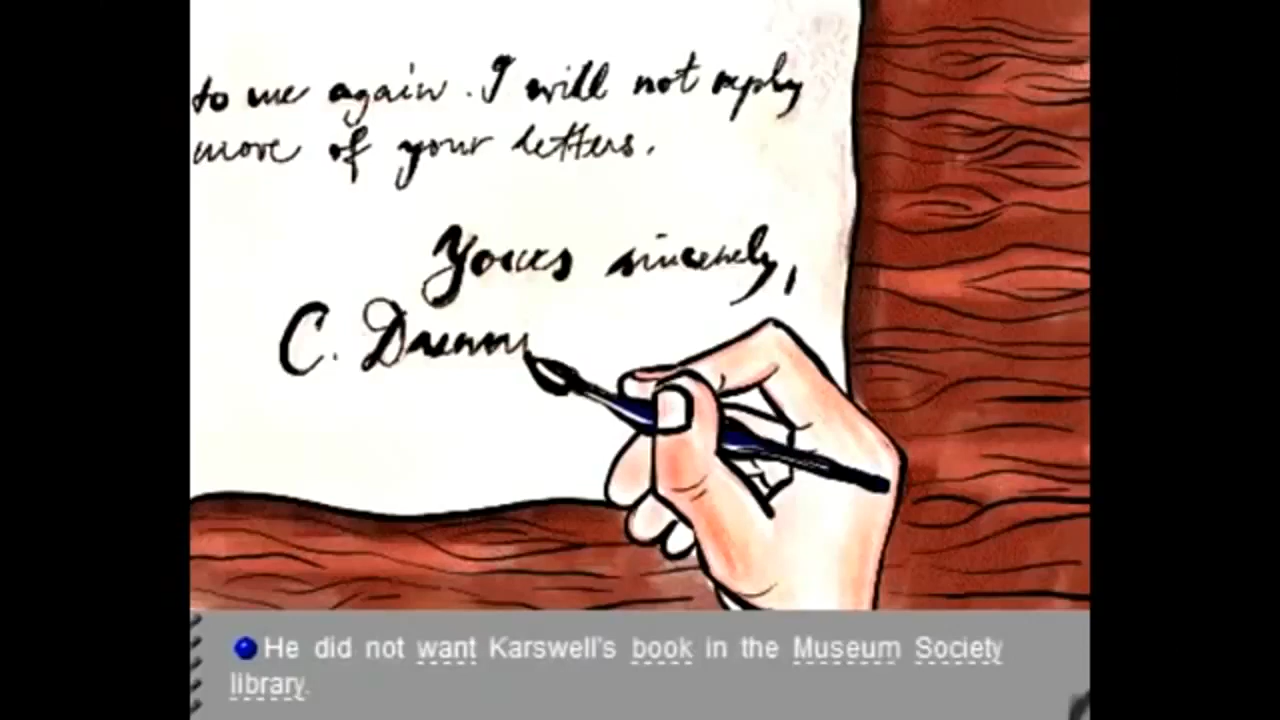 to me again. I will not reply
more of your letters.
Yours sincerely,
C.
He did not want Karswell's book in the Museum Society
library.